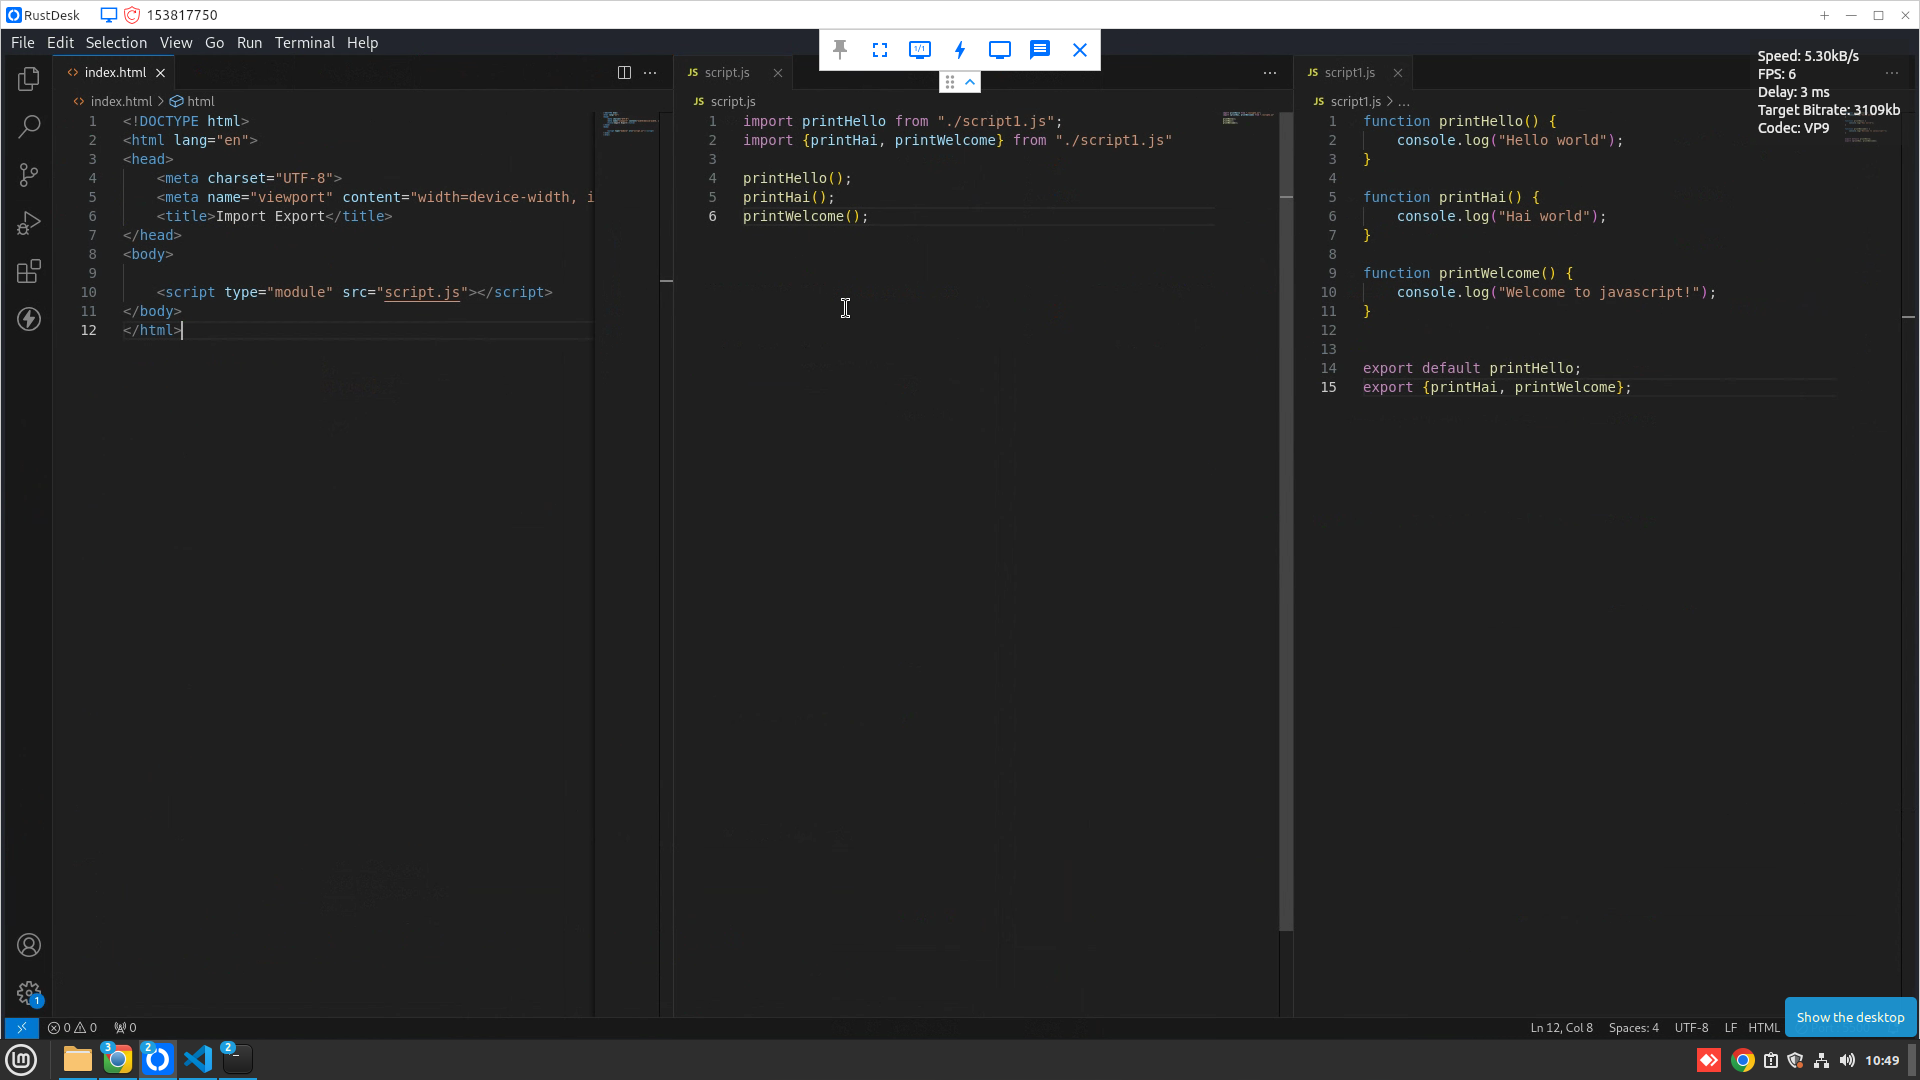 RustDesk 153817750
File Edit Selection View Go Run Terminal Help
Speed: 5.30kB/s
FPS: 6
Delay: 3 ms
Target Bitrate: 3109kb
Codec: VP9
1/1
index.html
index.html > html
1 <!DOCTYPE html>
2 <html lang="en">
3 <head>
4     <meta charset="UTF-8">
5     <meta name="viewport" content="width=device-width, i
6     <title>Import Export</title>
7 </head>
8 <body>
9
10     <script type="module" src="script.js"></script>
11 </body>
12 </html>
JS script.js
JS script.js
1 import printHello from "./script1.js";
2 import {printHai, printWelcome} from "./script1.js"
3
4 printHello();
5 printHai();
6 printWelcome();
JS script1.js
JS script1.js > ...
1 function printHello() {
2     console.log("Hello world");
3 }
4
5 function printHai() {
6     console.log("Hai world");
7 }
8
9 function printWelcome() {
10     console.log("Welcome to javascript!");
11 }
12
13
14 export default printHello;
15 export {printHai, printWelcome};
1
0 0 0
Ln 12, Col 8 Spaces: 4 UTF-8 LF HTML
Show the desktop
3 2 2
10:49